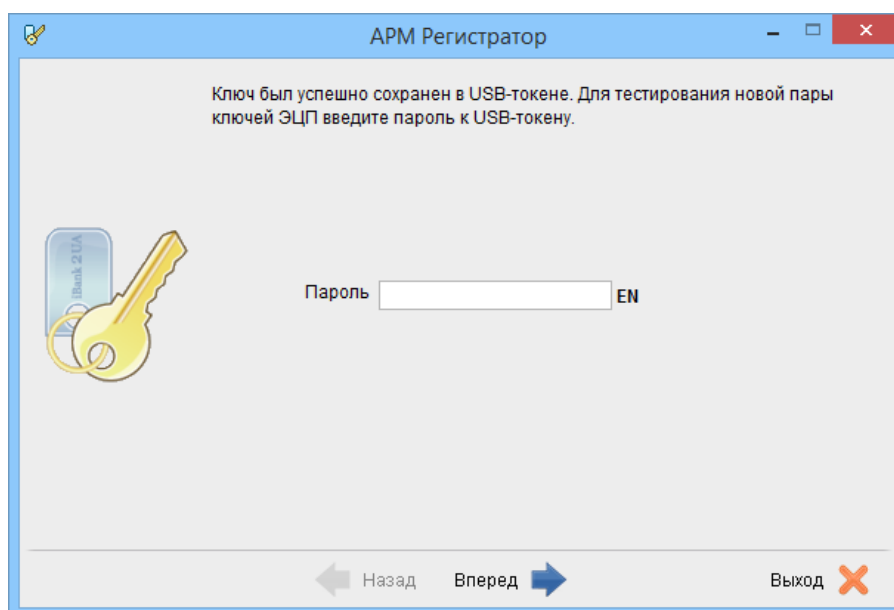 АРМ Регистратор
Ключ был успешно сохранен в USB-токене. Для тестирования новой пары
ключей ЭЦП введите пароль к USB-токену.
iBank 2 UA
Пароль EN
Назад Вперед Выход